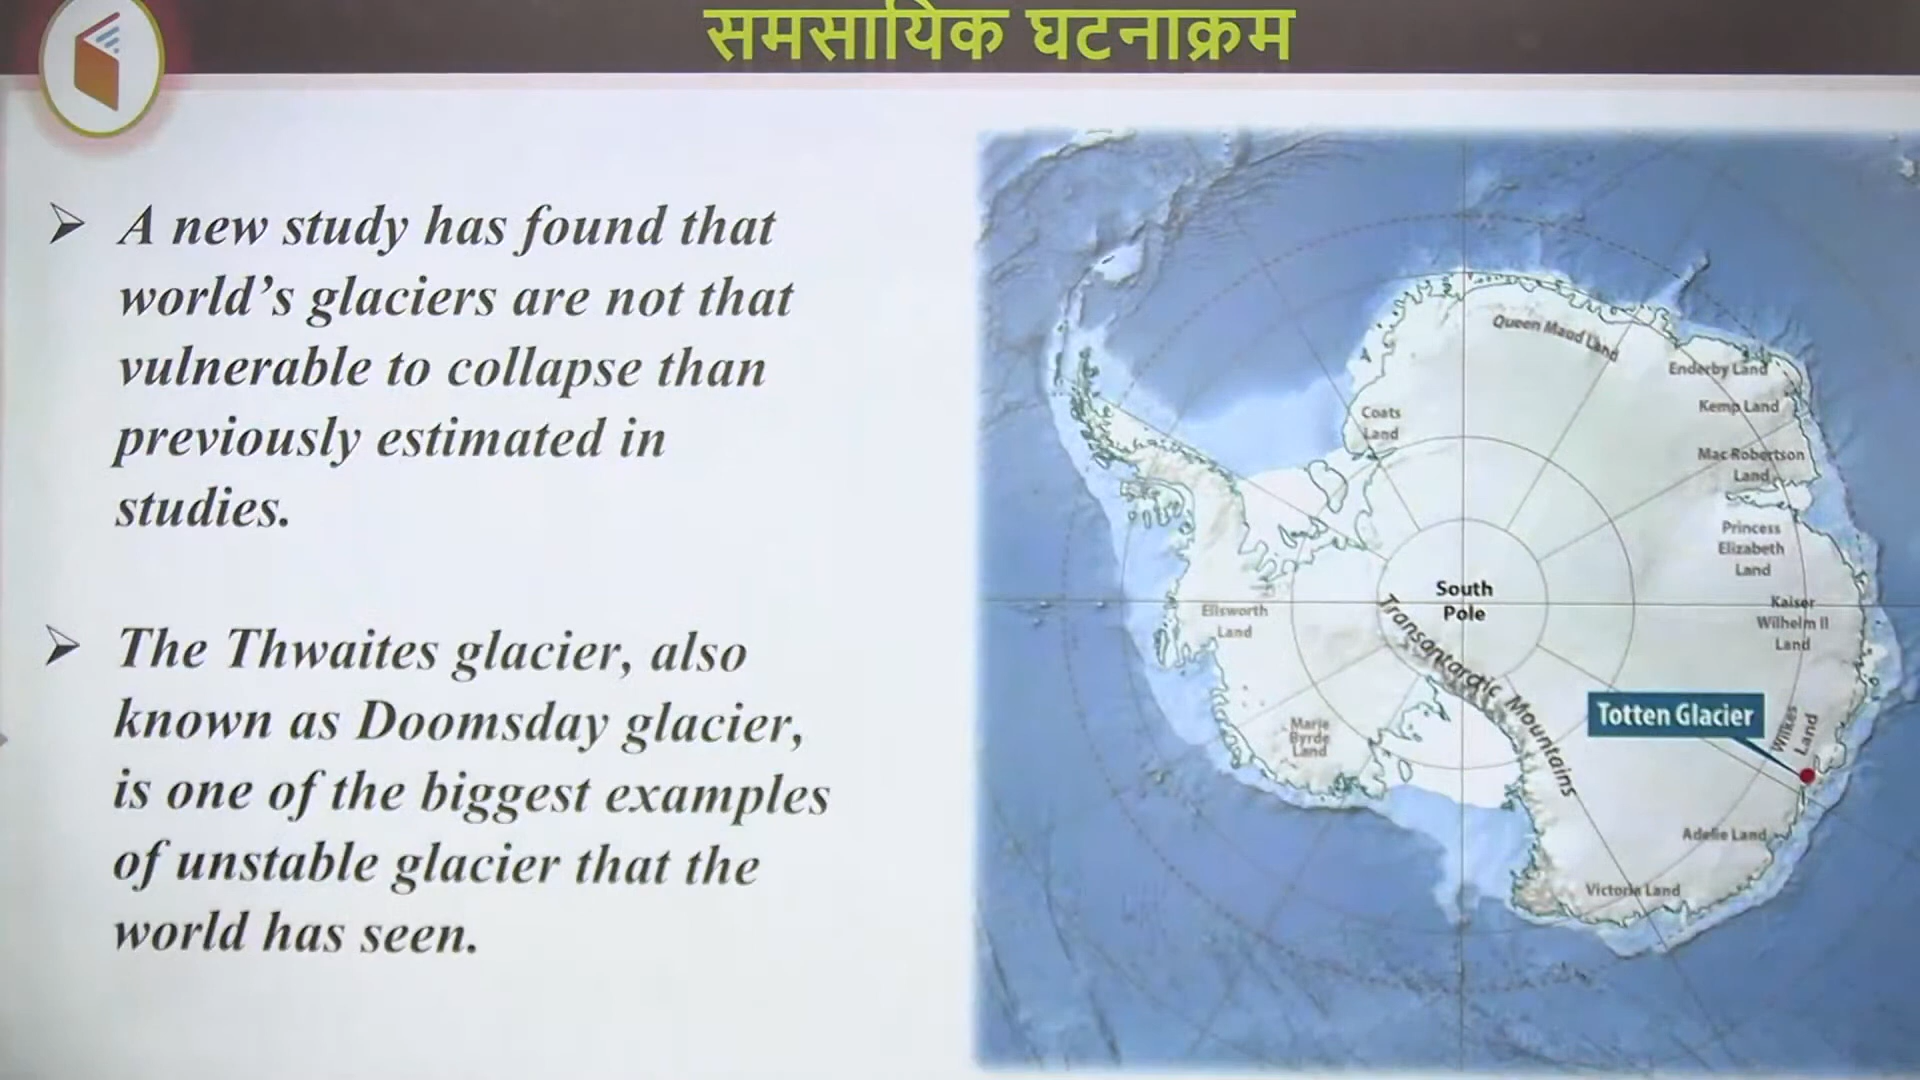 समसायिक घटनाक्रम
A new study has found that
world’s glaciers are not that
vulnerable to collapse than
previously estimated in
studies.
The Thwaites glacier, also
known as Doomsday glacier,
is one of the biggest examples
of unstable glacier that the
world has seen.
Queen Maud Land
Enderby Land
Kemp Land
Coats
Land
Mac Robertson
Land
Princess
Elizabeth
Land
South
Pole
Kaiser
Wilhelm II
Land
Ellsworth
Land
Transantarctic Mountains
Totten Glacier
Wilkes
Land
Marie
Byrde
Land
Adelie Land
Victoria Land